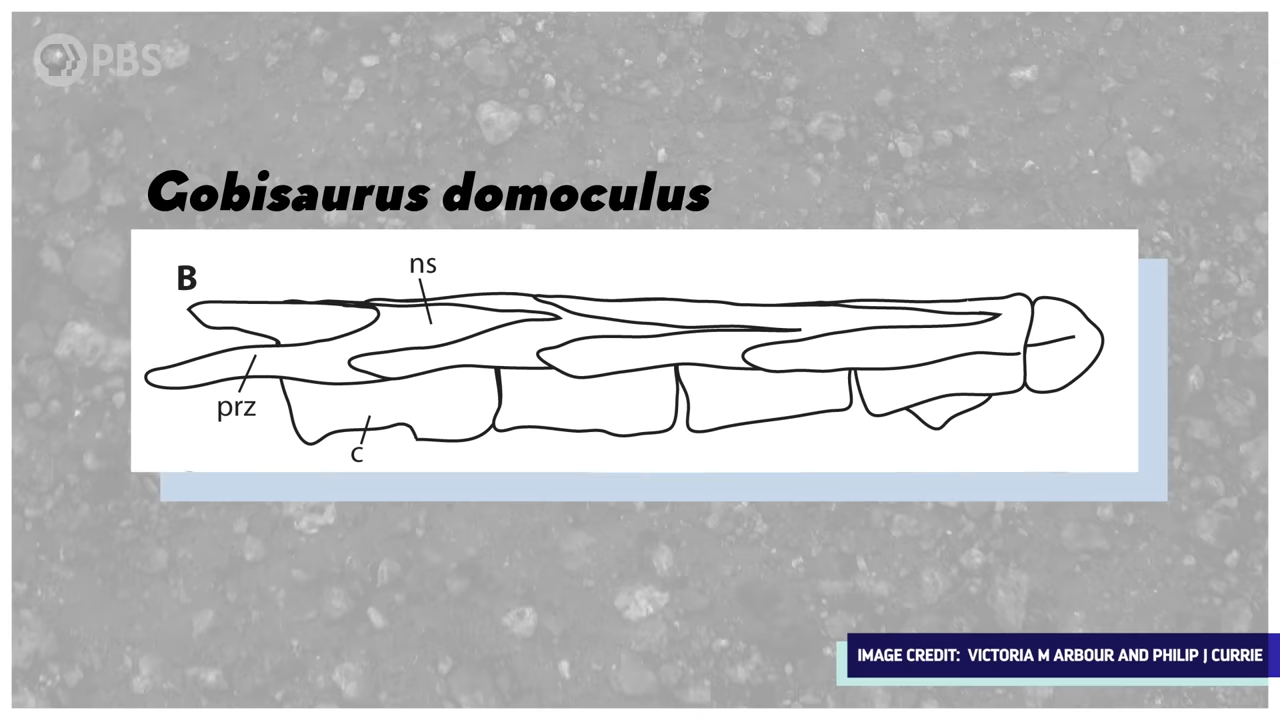 PBS
Gobisaurus domoculus
B
ns
prz
c
IMAGE CREDIT: VICTORIA M ARBOUR AND PHILIP J CURRIE